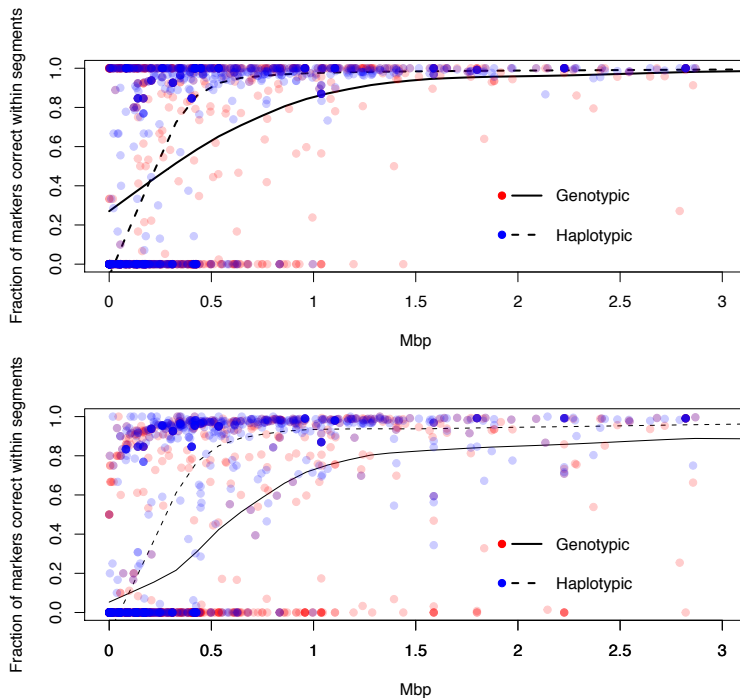 Fraction of markers correct within segments
1.0
0.8
0.6
0.4
0.2
0.0
Genotypic
Haplotypic
0 0.5 1 1.5 2 2.5 3
Mbp
Fraction of markers correct within segments
1.0
0.8
0.6
0.4
0.2
0.0
Genotypic
Haplotypic
0 0.5 1 1.5 2 2.5 3
Mbp